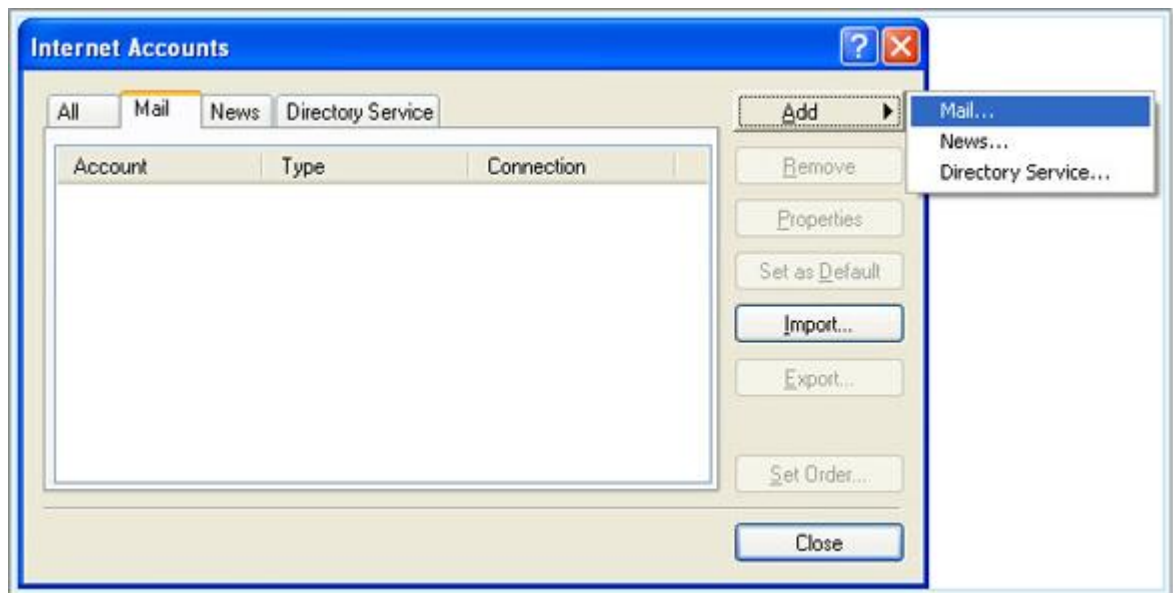 Internet Accounts
All Mail News Directory Service
Add
Mail...
News...
Directory Service...
Account Type Connection
Remove
Properties
Set as Default
Import...
Export...
Set Order...
Close